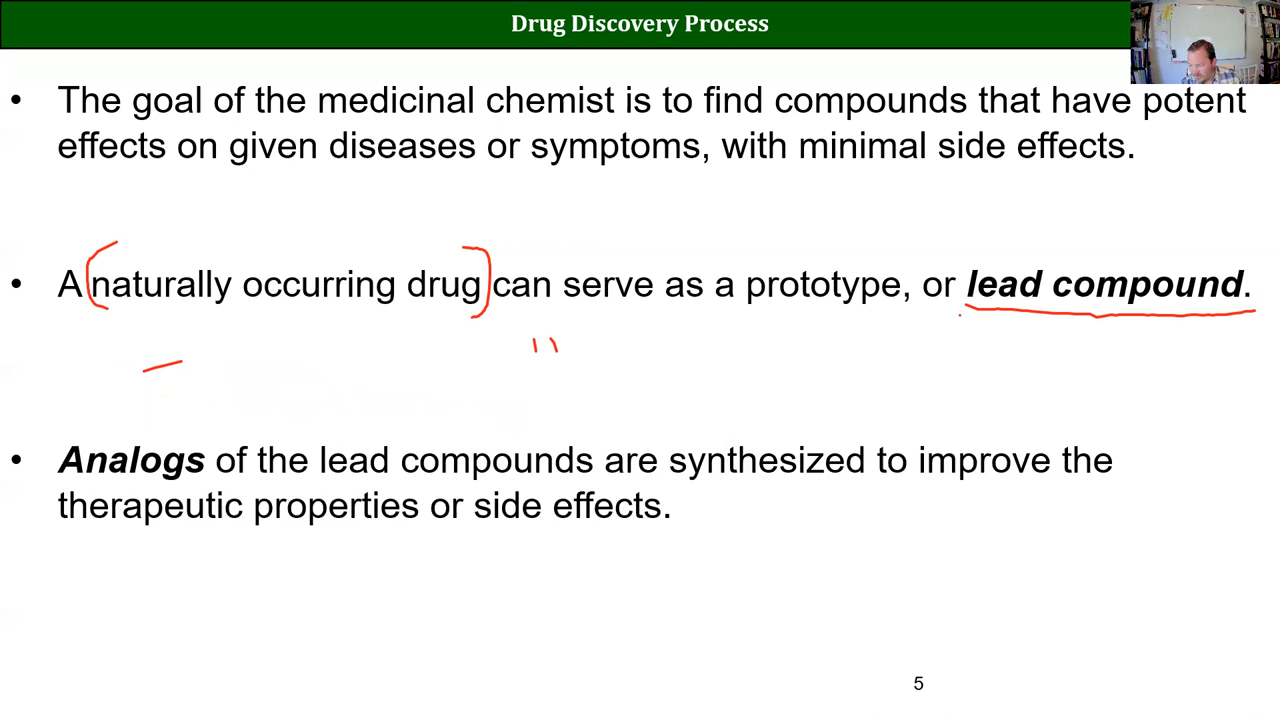 Drug Discovery Process
• The goal of the medicinal chemist is to find compounds that have potent
effects on given diseases or symptoms, with minimal side effects.
• A naturally occurring drug can serve as a prototype, or lead compound.
• Analogs of the lead compounds are synthesized to improve the
therapeutic properties or side effects.
5